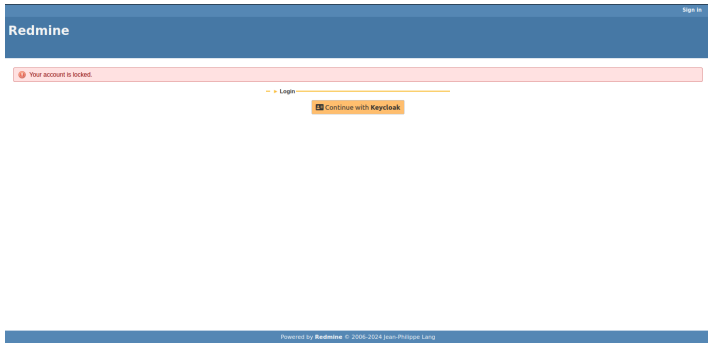 Sign in
Redmine
Your account is locked.
Login
Continue with Keycloak
Powered by Redmine © 2006-2024 Jean-Philippe Lang